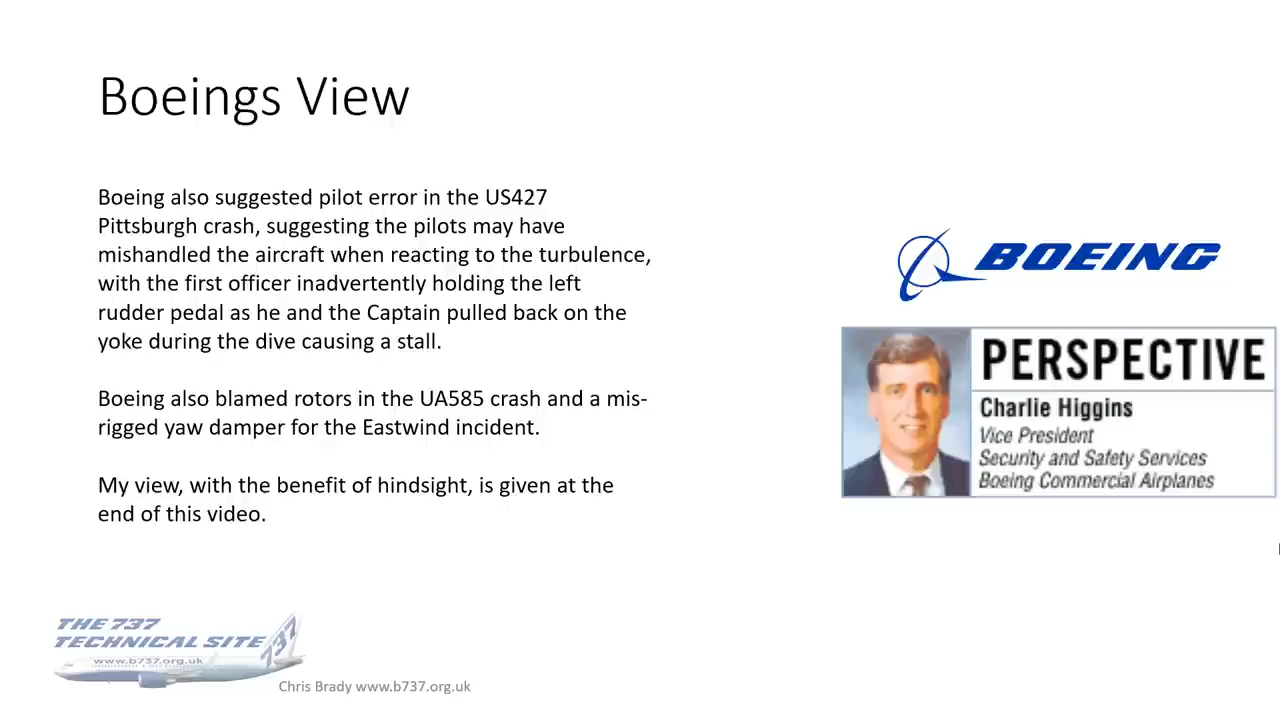 Boeings View
Boeing also suggested pilot error in the US427
Pittsburgh crash, suggesting the pilots may have
mishandled the aircraft when reacting to the turbulence,
with the first officer inadvertently holding the left
rudder pedal as he and the Captain pulled back on the
yoke during the dive causing a stall.
Boeing also blamed rotors in the UA585 crash and a mis-
rigged yaw damper for the Eastwind incident.
My view, with the benefit of hindsight, is given at the
end of this video.
BOEING
PERSPECTIVE
Charlie Higgins
Vice President
Security and Safety Services
Boeing Commercial Airplanes
THE 737
TECHNICAL SITE
737
www.b737.org.uk
Chris Brady www.b737.org.uk